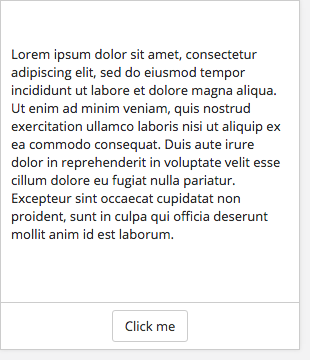 Lorem ipsum dolor sit amet, consectetur
adipiscing elit, sed do eiusmod tempor
incididunt ut labore et dolore magna aliqua.
Ut enim ad minim veniam, quis nostrud
exercitation ullamco laboris nisi ut aliquip ex
ea commodo consequat. Duis aute irure
dolor in reprehenderit in voluptate velit esse
cillum dolore eu fugiat nulla pariatur.
Excepteur sint occaecat cupidatat non
proident, sunt in culpa qui officia deserunt
mollit anim id est laborum.
Click me